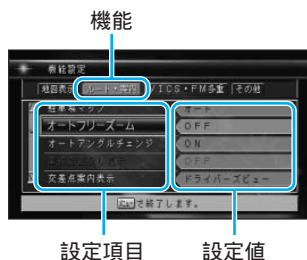 機能
機能設定
地図表示 ルート・案内 VICS・FM多重 その他
駐車場マップ オート
オートフリーズーム OFF
オートアングルチェンジ ON
OFF
交差点案内表示 ドライバーズビュー
で終了します。
設定項目 設定値